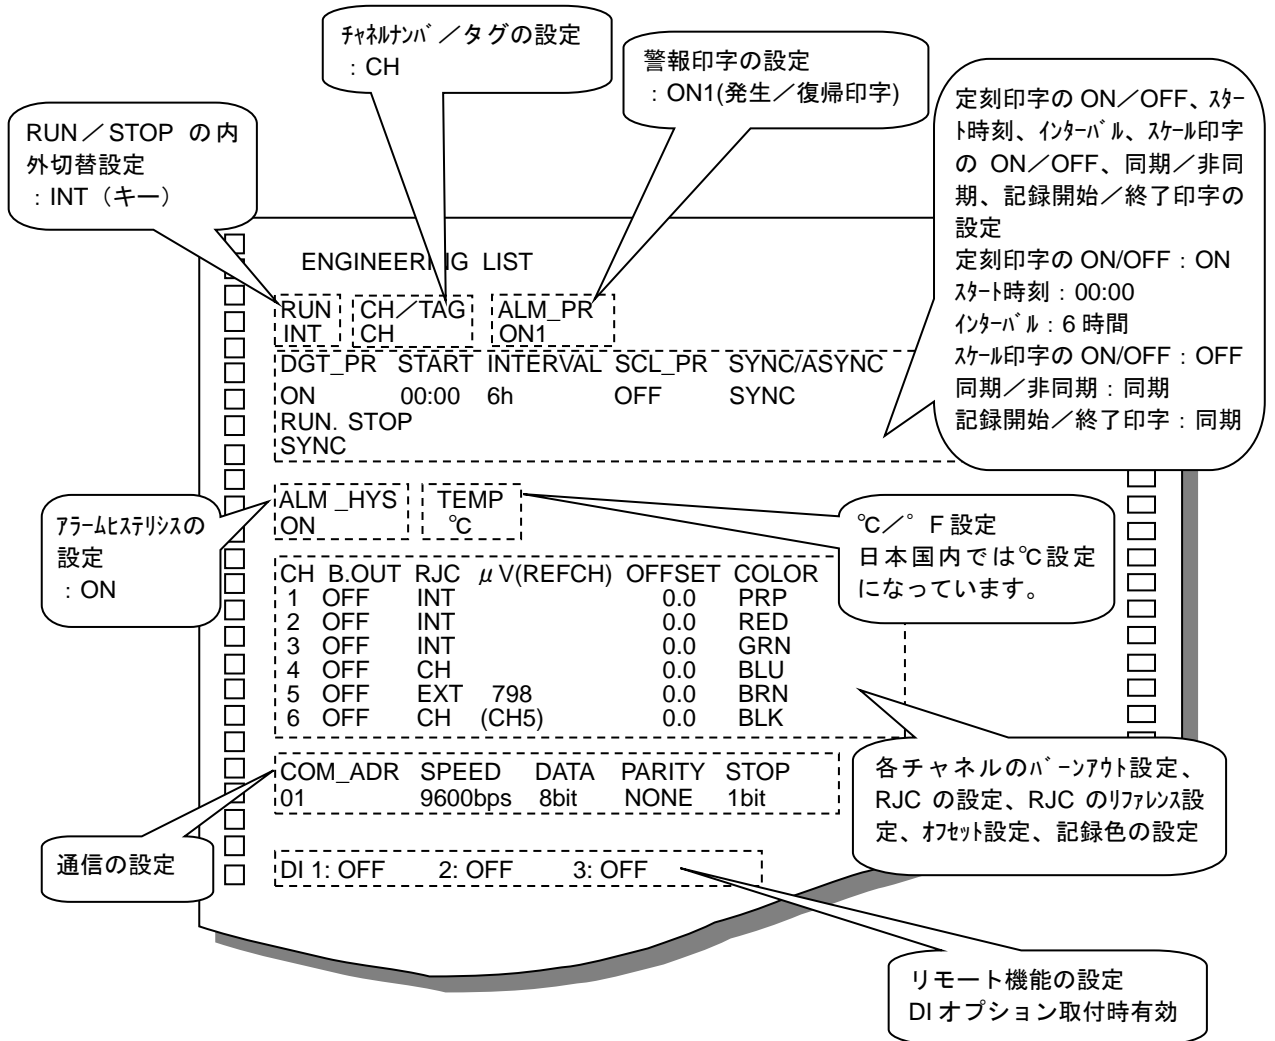 ﾁｬﾈﾙﾅﾝﾊﾞ／タグの設定
：CH
警報印字の設定
：ON1(発生／復帰印字)
RUN／STOP の内
外切替設定
：INT（キー）
定刻印字の ON／OFF、ｽﾀｰ
ﾄ時刻、ｲﾝﾀｰﾊﾞﾙ、ｽｹｰﾙ印字
の ON／OFF、同期／非同
期、記録開始／終了印字の
設定
定刻印字の ON/OFF：ON
ｽﾀｰﾄ時刻：00:00
ｲﾝﾀｰﾊﾞﾙ：6 時間
ｽｹｰﾙ印字の ON/OFF：OFF
同期／非同期：同期
記録開始／終了印字：同期
ENGINEERING LIST
RUN CH／TAG ALM_PR
INT CH ON1
DGT_PR START INTERVAL SCL_PR SYNC/ASYNC
ON 00:00 6h OFF SYNC
RUN. STOP
SYNC
ｱﾗｰﾑﾋｽﾃﾘｼｽの
設定
：ON
ALM _HYS TEMP
ON ℃
℃／°F 設定
日本国内では℃設定
になっています。
CH B.OUT RJC μV(REFCH) OFFSET COLOR
1 OFF INT 0.0 PRP
2 OFF INT 0.0 RED
3 OFF INT 0.0 GRN
4 OFF CH 0.0 BLU
5 OFF EXT 798 0.0 BRN
6 OFF CH (CH5) 0.0 BLK
各チャネルのﾊﾞｰﾝｱｳﾄ設定、
RJC の設定、RJC のﾘﾌｧﾚﾝｽ設
定、ｵﾌｾｯﾄ設定、記録色の設定
COM_ADR SPEED DATA PARITY STOP
01 9600bps 8bit NONE 1bit
通信の設定
DI 1: OFF 2: OFF 3: OFF
リモート機能の設定
DI オプション取付時有効